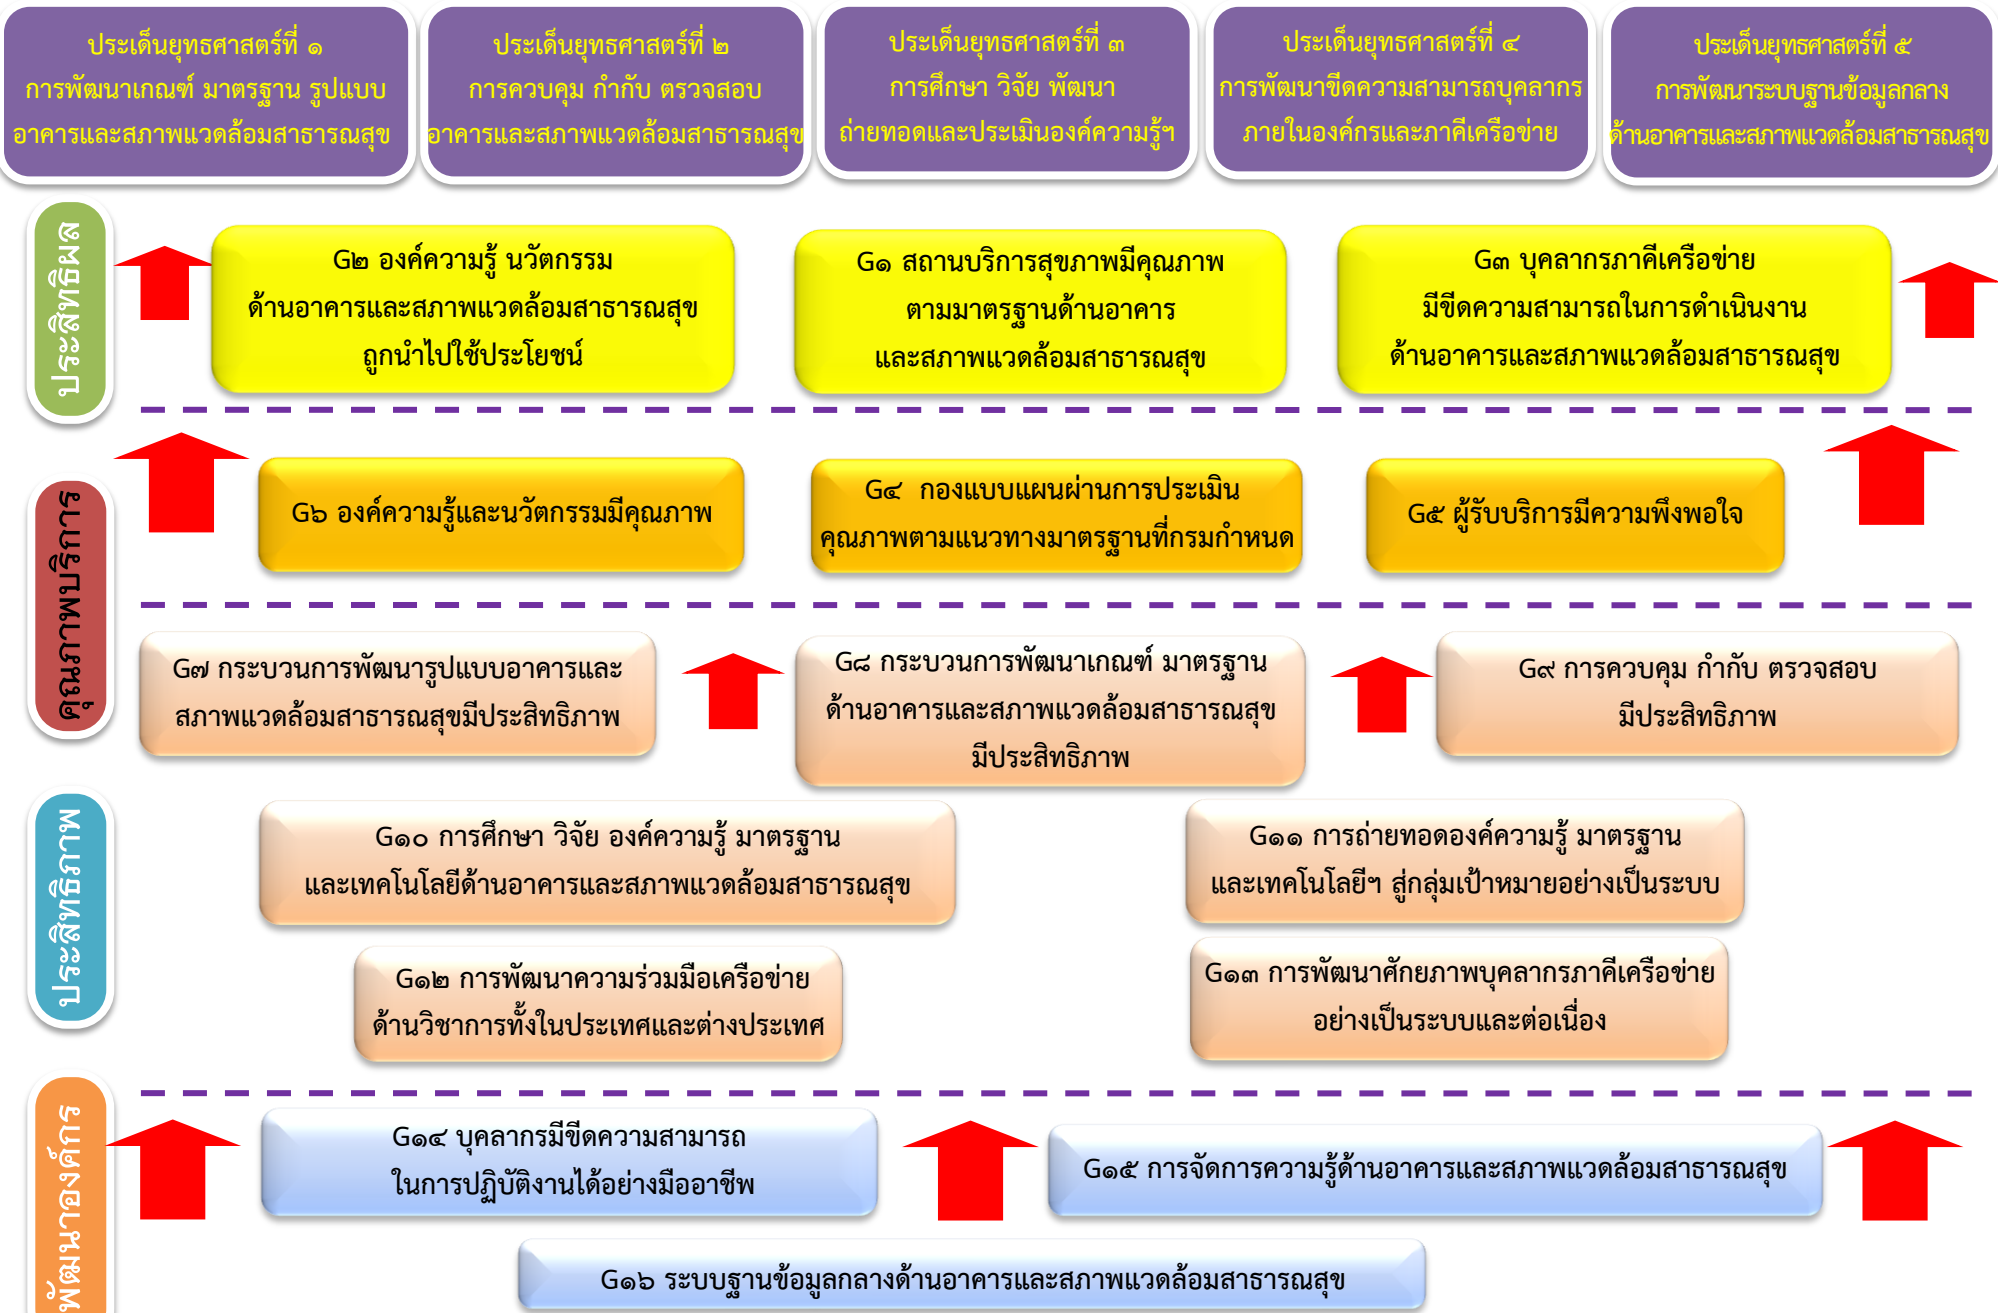 ประเด็นยุทธศาสตร์ที่ ๑
การพัฒนาเกณฑ์ มาตรฐาน รูปแบบ
อาคารและสภาพแวดล้อมสาธารณสุข
ประเด็นยุทธศาสตร์ที่ ๒
การควบคุม กำกับ ตรวจสอบ
อาคารและสภาพแวดล้อมสาธารณสุข
ประเด็นยุทธศาสตร์ที่ ๓
การศึกษา วิจัย พัฒนา
ถ่ายทอดและประเมินองค์ความรู้ฯ
ประเด็นยุทธศาสตร์ที่ ๔
การพัฒนาขีดความสามารถบุคลากร
ภายในองค์กรและภาคีเครือข่าย
ประเด็นยุทธศาสตร์ที่ ๕
การพัฒนาระบบฐานข้อมูลกลาง
ด้านอาคารและสภาพแวดล้อมสาธารณสุข
ประสิทธิผล
G๒ องค์ความรู้ นวัตกรรม
ด้านอาคารและสภาพแวดล้อมสาธารณสุข
ถูกนำไปใช้ประโยชน์
G๑ สถานบริการสุขภาพมีคุณภาพ
ตามมาตรฐานด้านอาคาร
และสภาพแวดล้อมสาธารณสุข
G๓ บุคลากรภาคีเครือข่าย
มีขีดความสามารถในการดำเนินงาน
ด้านอาคารและสภาพแวดล้อมสาธารณสุข
คุณภาพบริการ
G๖ องค์ความรู้และนวัตกรรมมีคุณภาพ
G๔ กองแบบแผนผ่านการประเมิน
คุณภาพตามแนวทางมาตรฐานที่กรมกำหนด
G๕ ผู้รับบริการมีความพึงพอใจ
G๗ กระบวนการพัฒนารูปแบบอาคารและ
สภาพแวดล้อมสาธารณสุขมีประสิทธิภาพ
G๘ กระบวนการพัฒนาเกณฑ์ มาตรฐาน
ด้านอาคารและสภาพแวดล้อมสาธารณสุข
มีประสิทธิภาพ
G๙ การควบคุม กำกับ ตรวจสอบ
มีประสิทธิภาพ
ประสิทธิภาพ
G๑๐ การศึกษา วิจัย องค์ความรู้ มาตรฐาน
และเทคโนโลยีด้านอาคารและสภาพแวดล้อมสาธารณสุข
G๑๑ การถ่ายทอดองค์ความรู้ มาตรฐาน
และเทคโนโลยีฯ สู่กลุ่มเป้าหมายอย่างเป็นระบบ
G๑๒ การพัฒนาความร่วมมือเครือข่าย
ด้านวิชาการทั้งในประเทศและต่างประเทศ
G๑๓ การพัฒนาศักยภาพบุคลากรภาคีเครือข่าย
อย่างเป็นระบบและต่อเนื่อง
พัฒนาองค์กร
G๑๔ บุคลากรมีขีดความสามารถ
ในการปฏิบัติงานได้อย่างมืออาชีพ
G๑๕ การจัดการความรู้ด้านอาคารและสภาพแวดล้อมสาธารณสุข
G๑๖ ระบบฐานข้อมูลกลางด้านอาคารและสภาพแวดล้อมสาธารณสุข